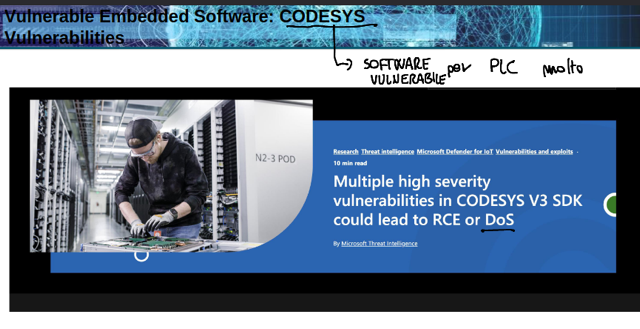 Vulnerable Embedded Software: CODESYS
Vulnerabilities
SOFTWARE per PLC molto
VULNERABILE
N2-3 POD
Research Threat intelligence Microsoft Defender for IoT Vulnerabilities and exploits ·
10 min read
Multiple high severity
vulnerabilities in CODESYS V3 SDK
could lead to RCE or DoS
By Microsoft Threat Intelligence